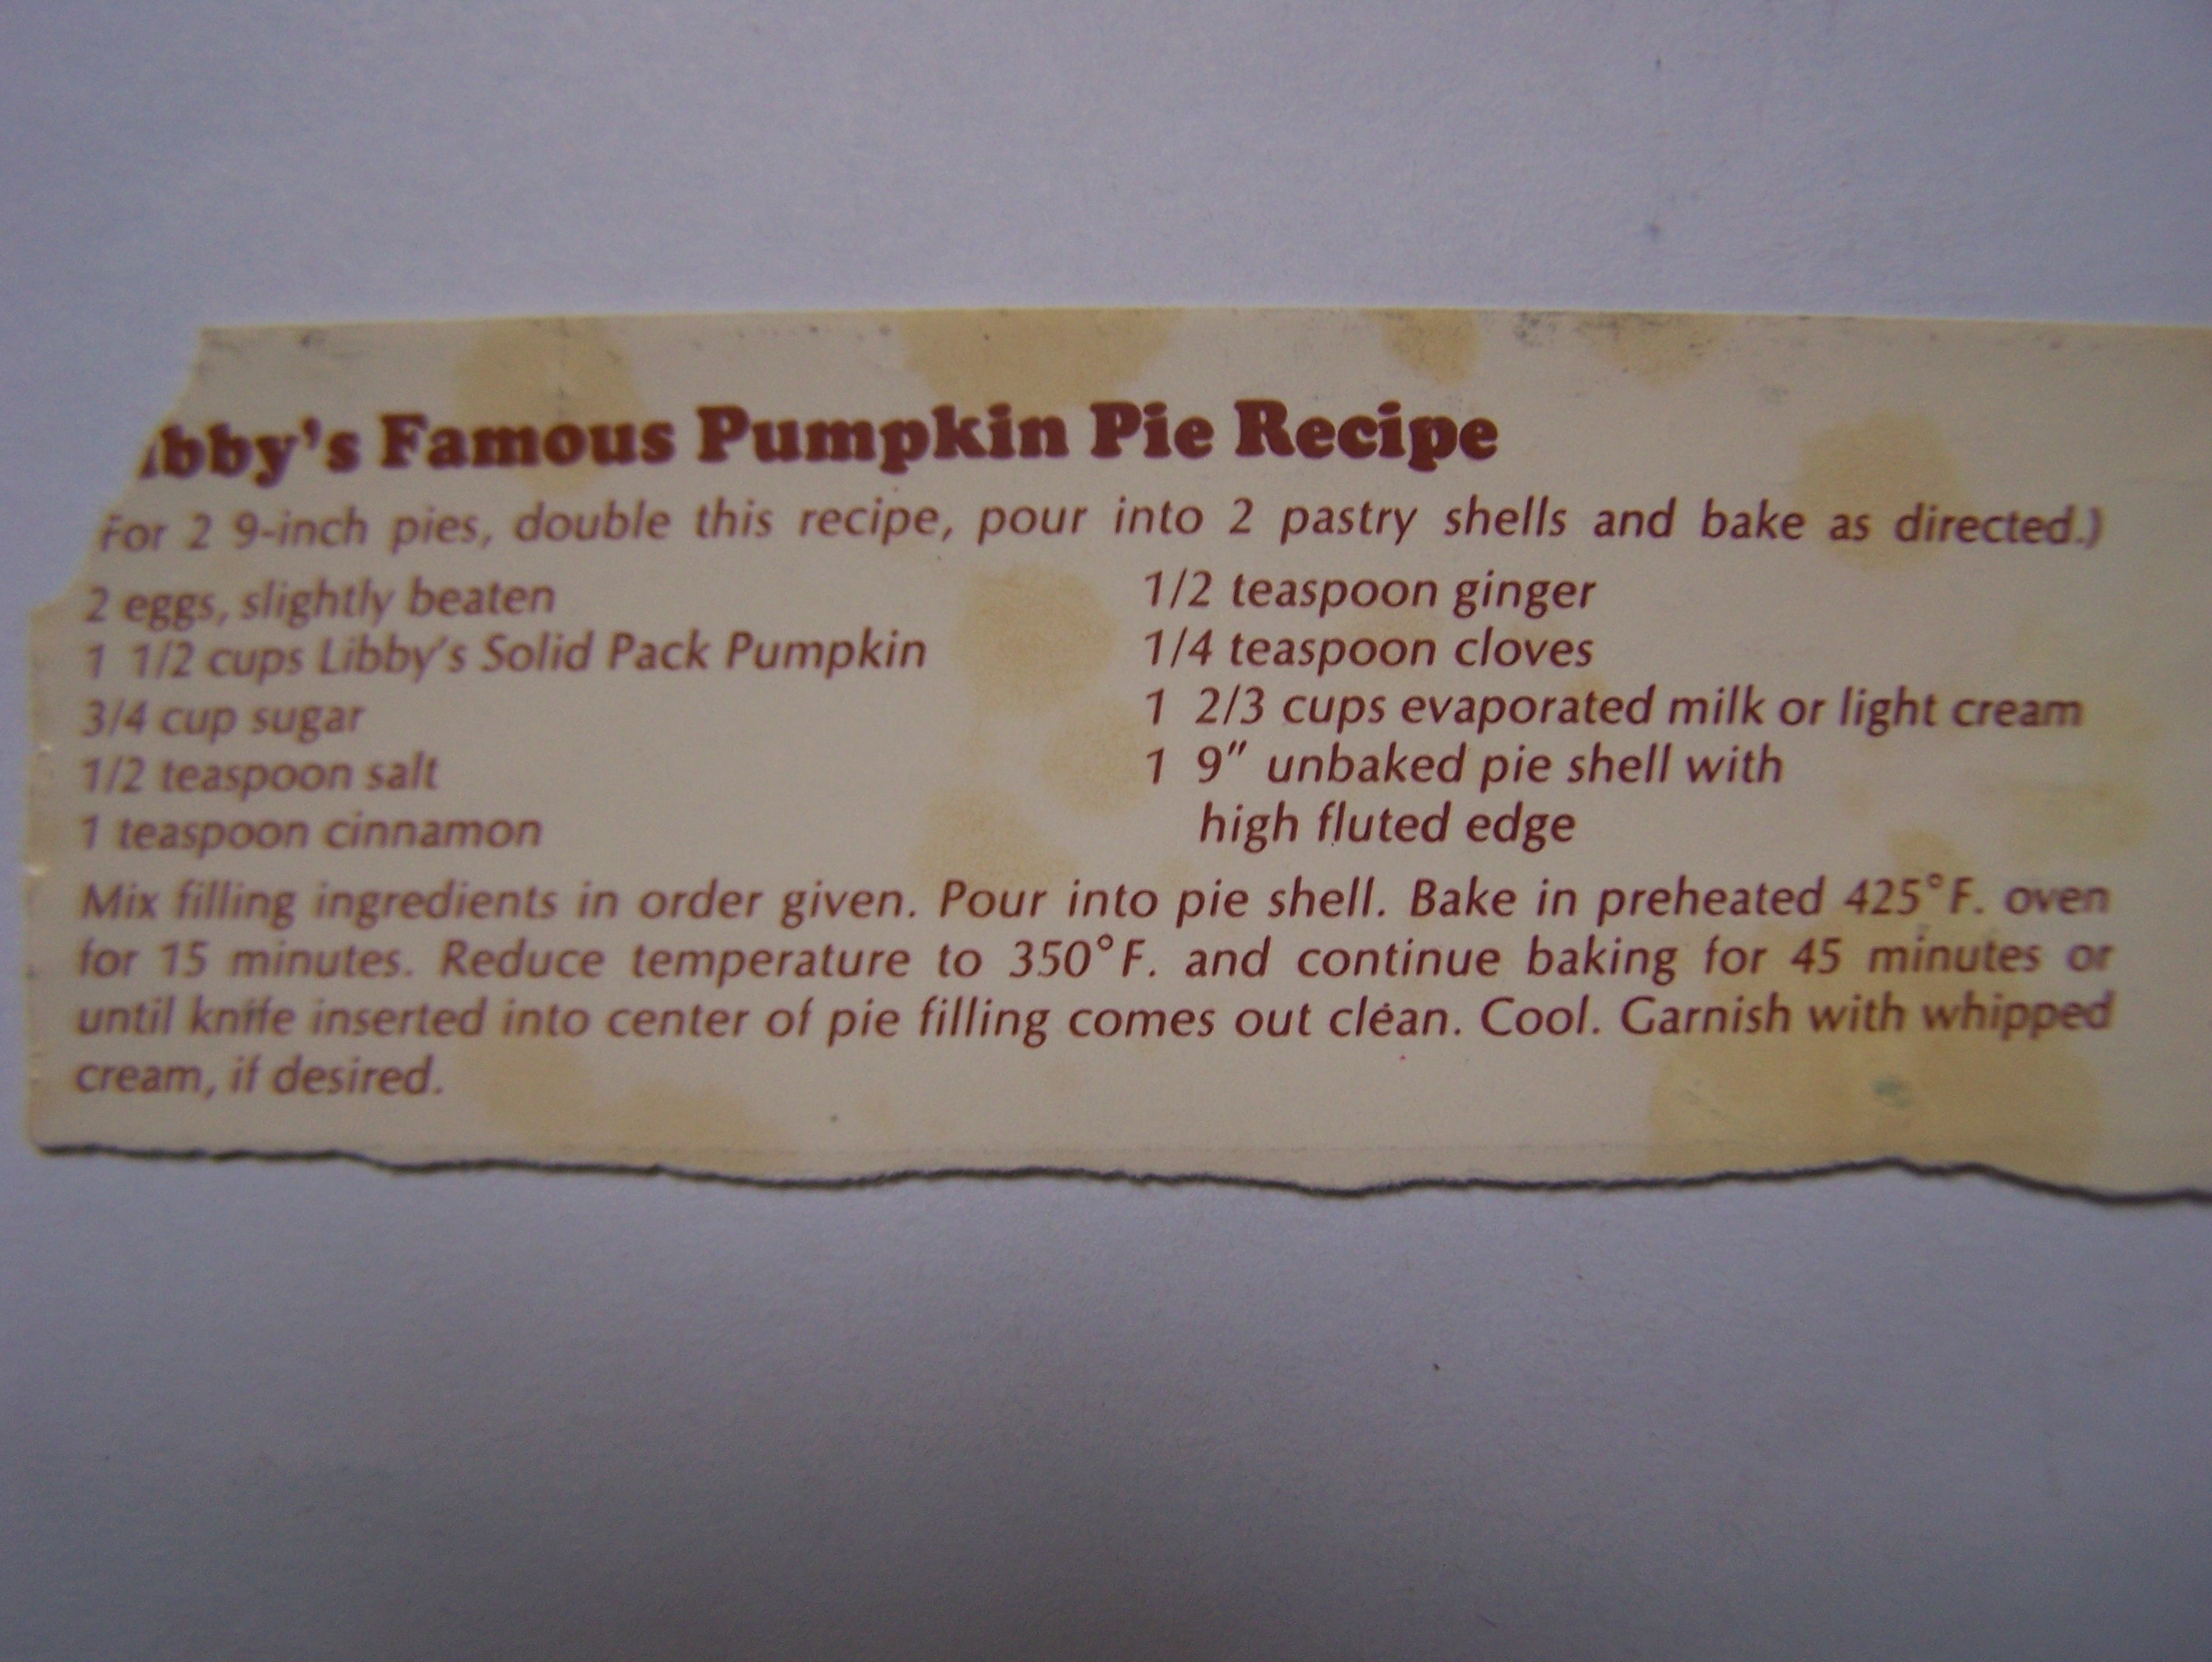 ibby's Famous Pumpkin Pie Recipe
For 2 9-inch pies, double this recipe, pour into 2 pastry shells and bake as directed.)
2 eggs, slightly beaten
1 1/2 cups Libby's Solid Pack Pumpkin
3/4 cup sugar
1/2 teaspoon salt
1 teaspoon cinnamon
1/2 teaspoon ginger
1/4 teaspoon cloves
1 2/3 cups evaporated milk or light cream
1 9" unbaked pie shell with
high fluted edge
Mix filling ingredients in order given. Pour into pie shell. Bake in preheated 425°F. oven
for 15 minutes. Reduce temperature to 350°F. and continue baking for 45 minutes or
until knife inserted into center of pie filling comes out clean. Cool. Garnish with whipped
cream, if desired.